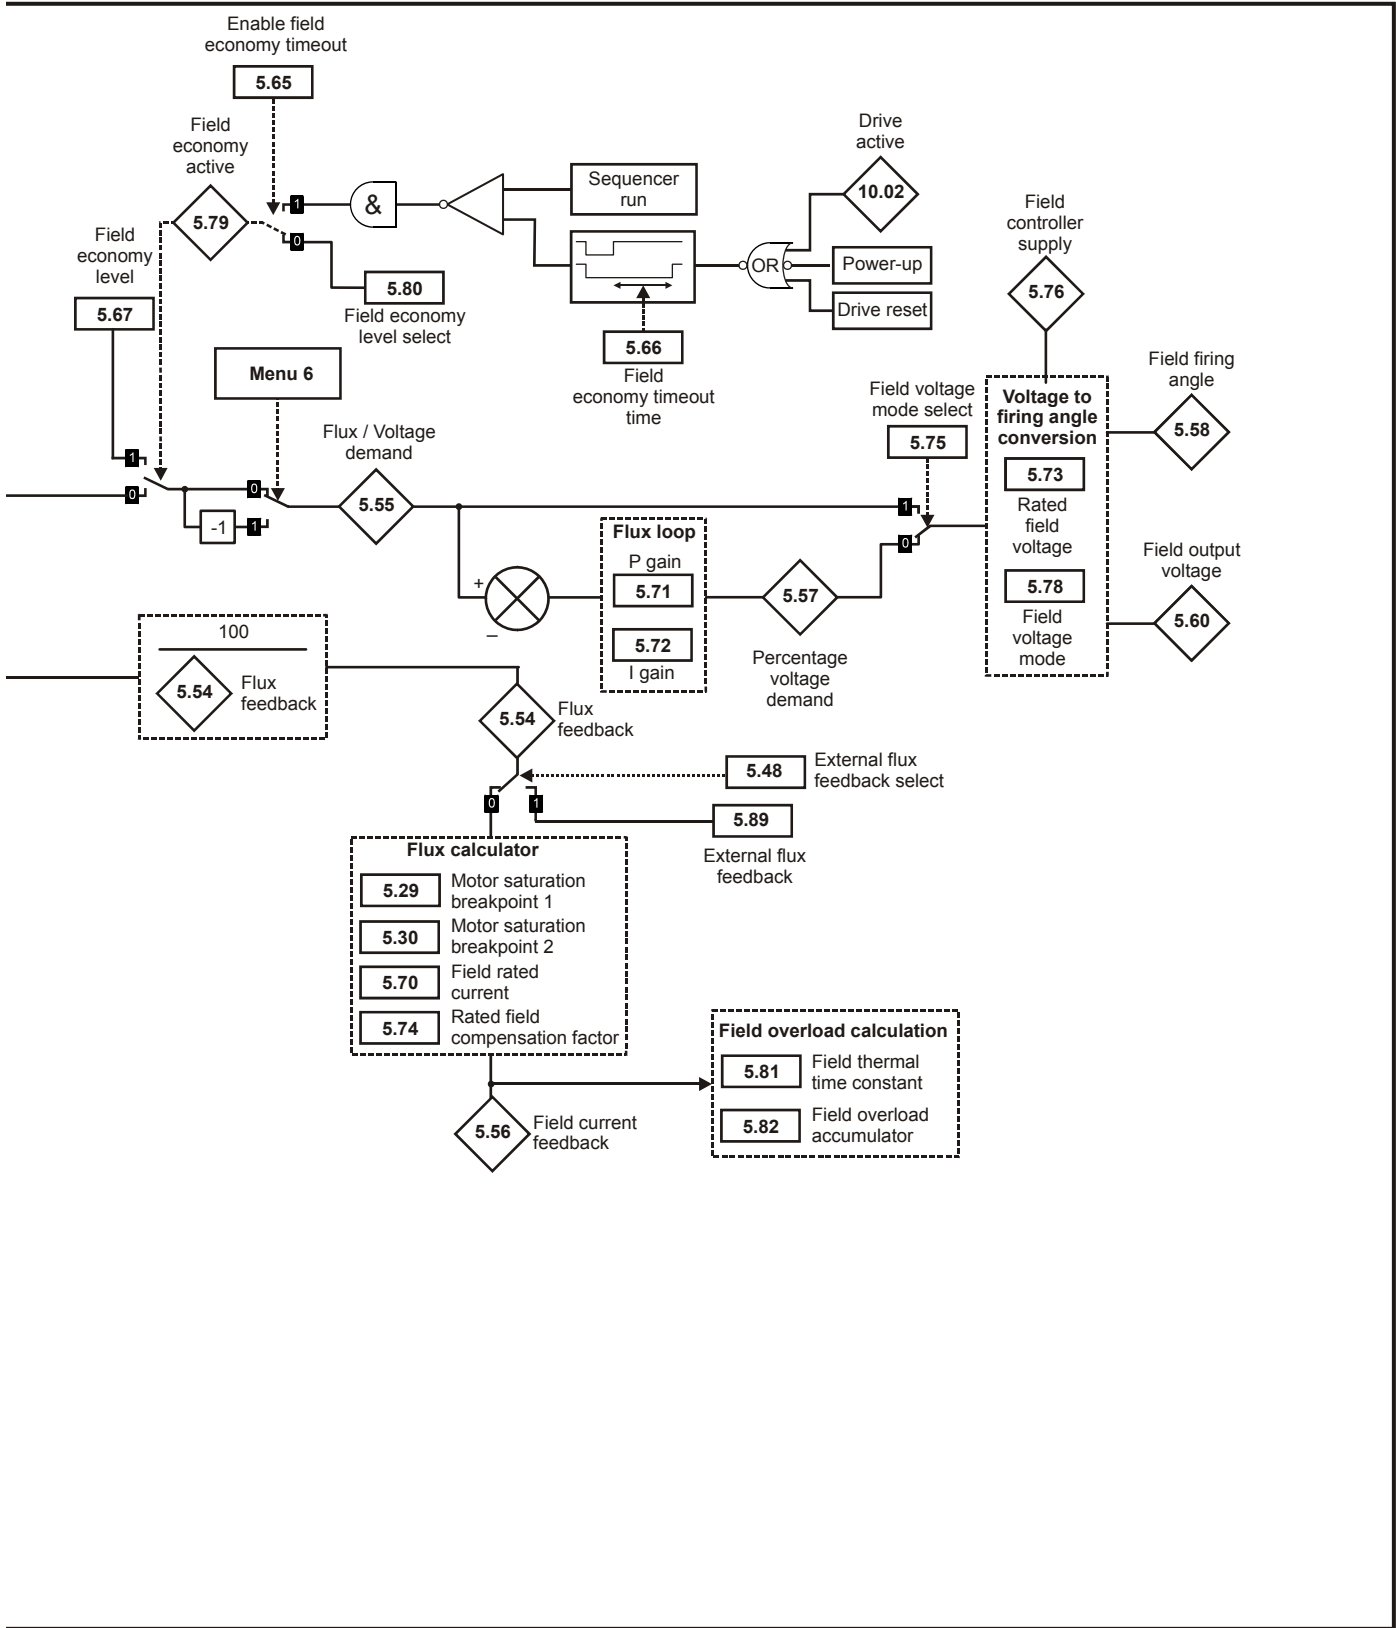 Enable field
economy timeout
5.65
Field
economy
active
5.79
1
0
&
Sequencer
run
Drive
active
10.02
OR
Power-up
Drive reset
Field
controller
supply
5.76
Field
economy
level
5.67
5.80
Field economy
level select
5.66
Field
economy timeout
time
Menu 6
Flux / Voltage
demand
5.55
1
0
0
-1
1
Field voltage
mode select
5.75
1
0
Voltage to
firing angle
conversion
5.73
Rated
field
voltage
5.78
Field
voltage
mode
Field firing
angle
5.58
Field output
voltage
5.60
+
–
Flux loop
P gain
5.71
5.72
I gain
5.57
Percentage
voltage
demand
100
5.54
Flux
feedback
5.54
Flux
feedback
5.48
External flux
feedback select
0
1
5.89
External flux
feedback
Flux calculator
5.29
Motor saturation
breakpoint 1
5.30
Motor saturation
breakpoint 2
5.70
Field rated
current
5.74
Rated field
compensation factor
Field overload calculation
5.81
Field thermal
time constant
5.82
Field overload
accumulator
5.56
Field current
feedback